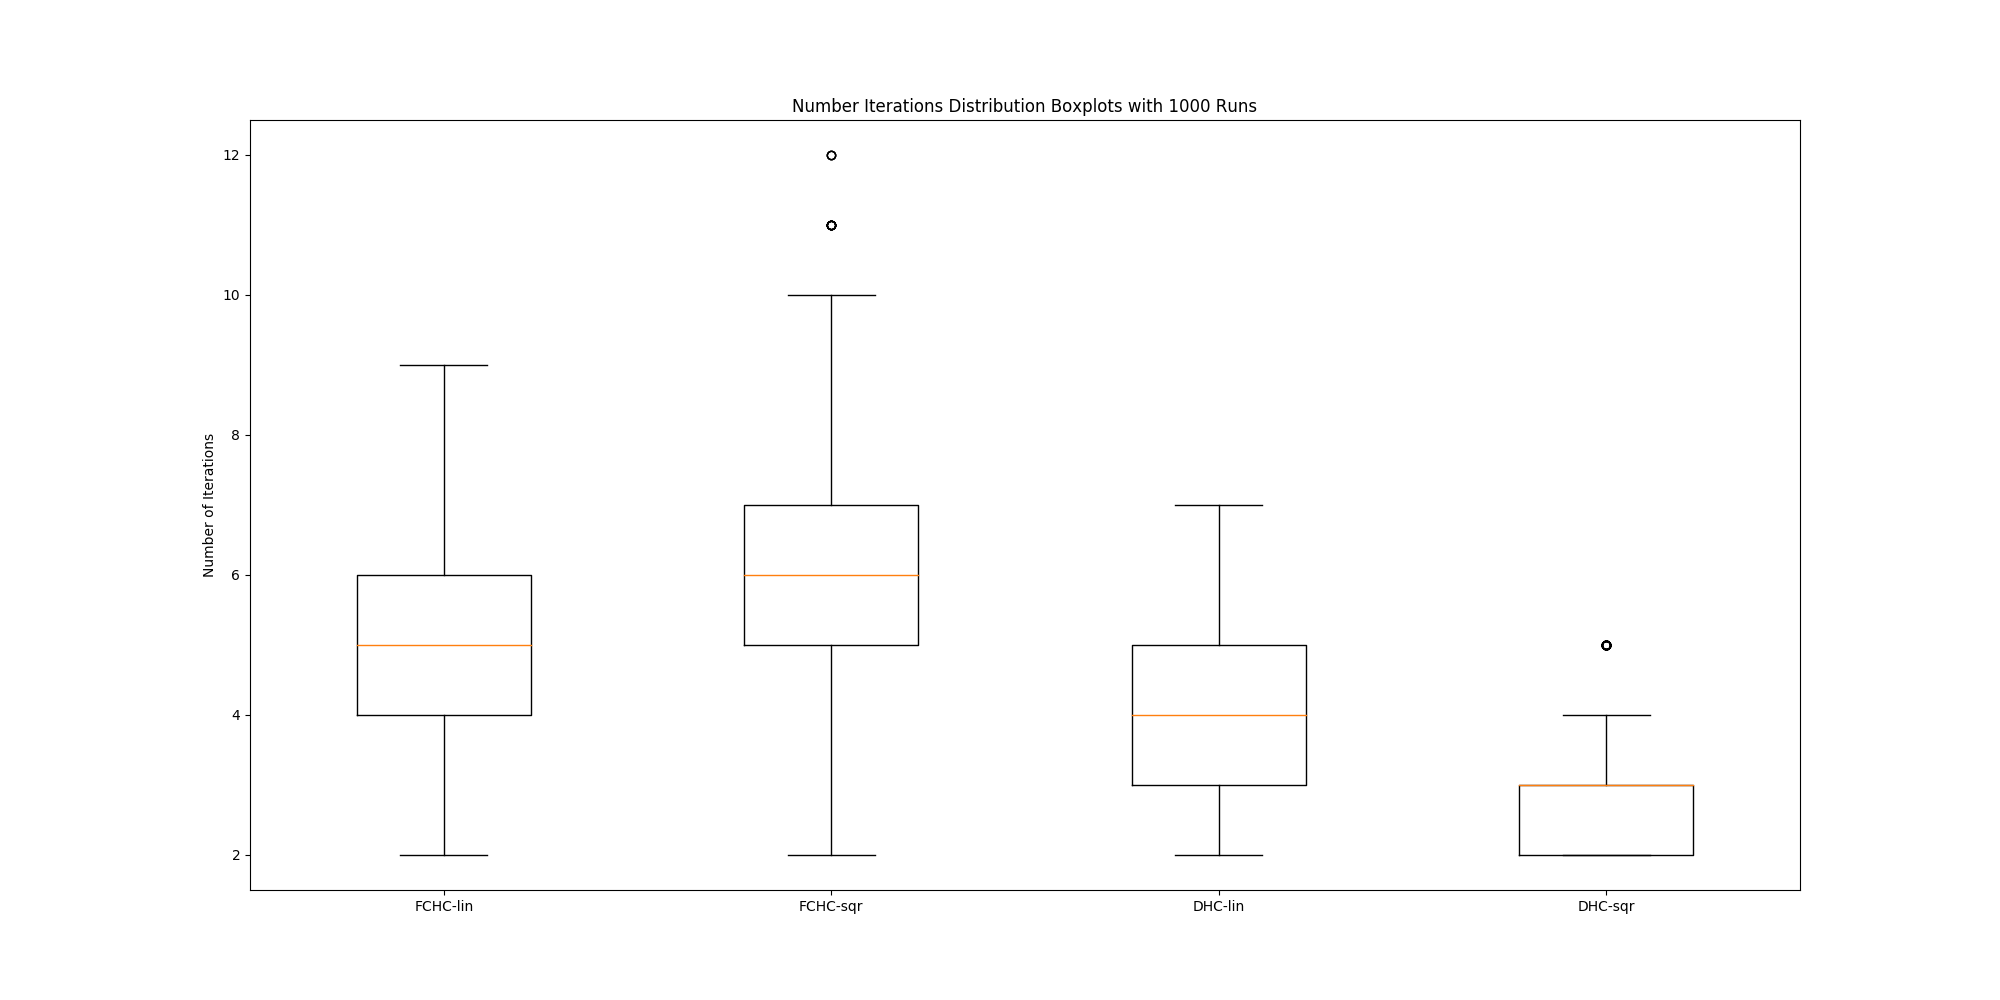 Number Iterations Distribution Boxplots with 1000 Runs
Number of Iterations
12
10
8
6
4
2
FCHC-lin FCHC-sqr DHC-lin DHC-sqr